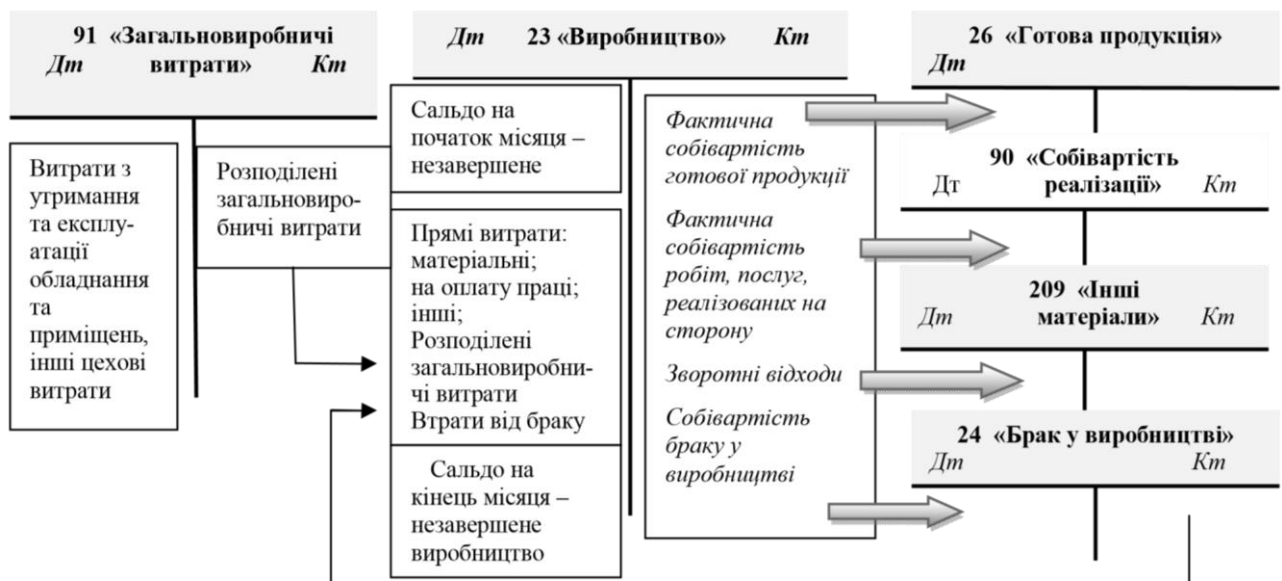 91 «Загальновиробничі
Дт витрати» Кт
Витрати з
утримання
та експлу-
атації
обладнання
та
приміщень,
інші цехові
витрати
Розподілені
загальновиро-
бничі витрати
Дт 23 «Виробництво» Кт
Сальдо на
початок місяця –
незавершене
Прямі витрати:
матеріальні;
на оплату праці;
інші;
Розподілені
загальновиробни-
чі витрати
Втрати від браку
Сальдо на
кінець місяця –
незавершене
виробництво
Фактична
собівартість
готової продукції
Фактична
собівартість
робіт, послуг,
реалізованих на
сторону
Зворотні відходи
Собівартість
браку у
виробництві
26 «Готова продукція»
Дт
90 «Собівартість
Дт реалізації» Кт
209 «Інші
Дт матеріали» Кт
24 «Брак у виробництві»
Дт Кт